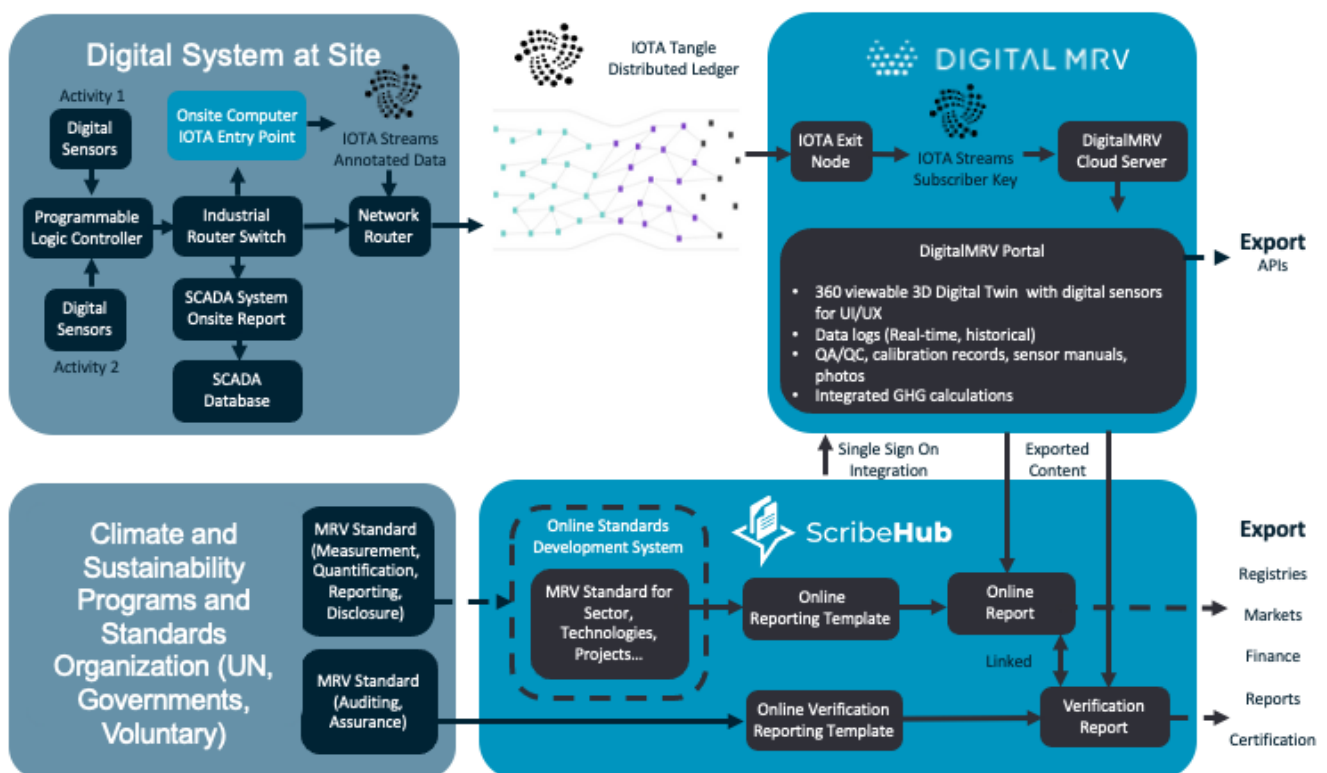 Digital System at Site
Activity 1
Digital
Sensors
Onsite Computer
IOTA Entry Point
IOTA Streams
Annotated Data
Programmable
Logic Controller
Industrial
Router Switch
Network
Router
Digital
Sensors
Activity 2
SCADA System
Onsite Report
SCADA
Database
IOTA Tangle
Distributed Ledger
DIGITAL MRV
IOTA Exit
Node
IOTA Streams
Subscriber Key
DigitalMRV
Cloud Server
DigitalMRV Portal
• 360 viewable 3D Digital Twin with digital sensors
for UI/UX
• Data logs (Real-time, historical)
• QA/QC, calibration records, sensor manuals,
photos
• Integrated GHG calculations
Export
APIs
Single Sign On
Integration
Exported
Content
Climate and
Sustainability
Programs and
Standards
Organization (UN,
Governments,
Voluntary)
MRV Standard
(Measurement,
Quantification,
Reporting,
Disclosure)
MRV Standard
(Auditing,
Assurance)
Online Standards
Development System
MRV Standard for
Sector,
Technologies,
Projects...
ScribeHub
Online
Reporting Template
Online
Report
Linked
Online Verification
Reporting Template
Verification
Report
Export
Registries
Markets
Finance
Reports
Certification